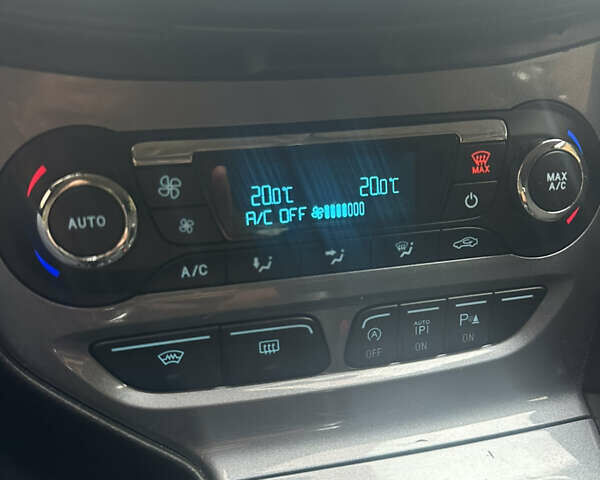 20.0°C 20.0°C
A/C OFF
MAX
AUTO
MAX
A/C
A/C
A
OFF
AUTO
(P)
ON
P
ON